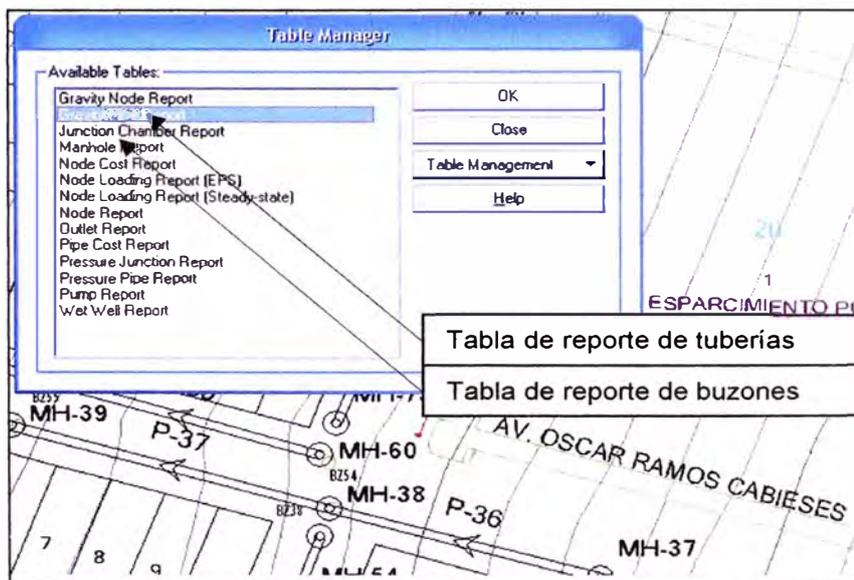 Table Manager
Available Tables:
Gravity Node Report
Junction Chamber Report
Manhole Report
Node Cost Report
Node Loading Report (EPS)
Node Loading Report (Steady-state)
Node Report
Outlet Report
Pipe Cost Report
Pressure Junction Report
Pressure Pipe Report
Pump Report
Wet Well Report
OK
Close
Table Management
Help
20
1
ESPARCIMIENTO
Tabla de reporte de tuberías
Tabla de reporte de buzones
MH-39
P-37
MH-60
BZ54
MH-38
BZ38
P-36
MH-37
AV. OSCAR RAMOS CABIESES
7
8
9